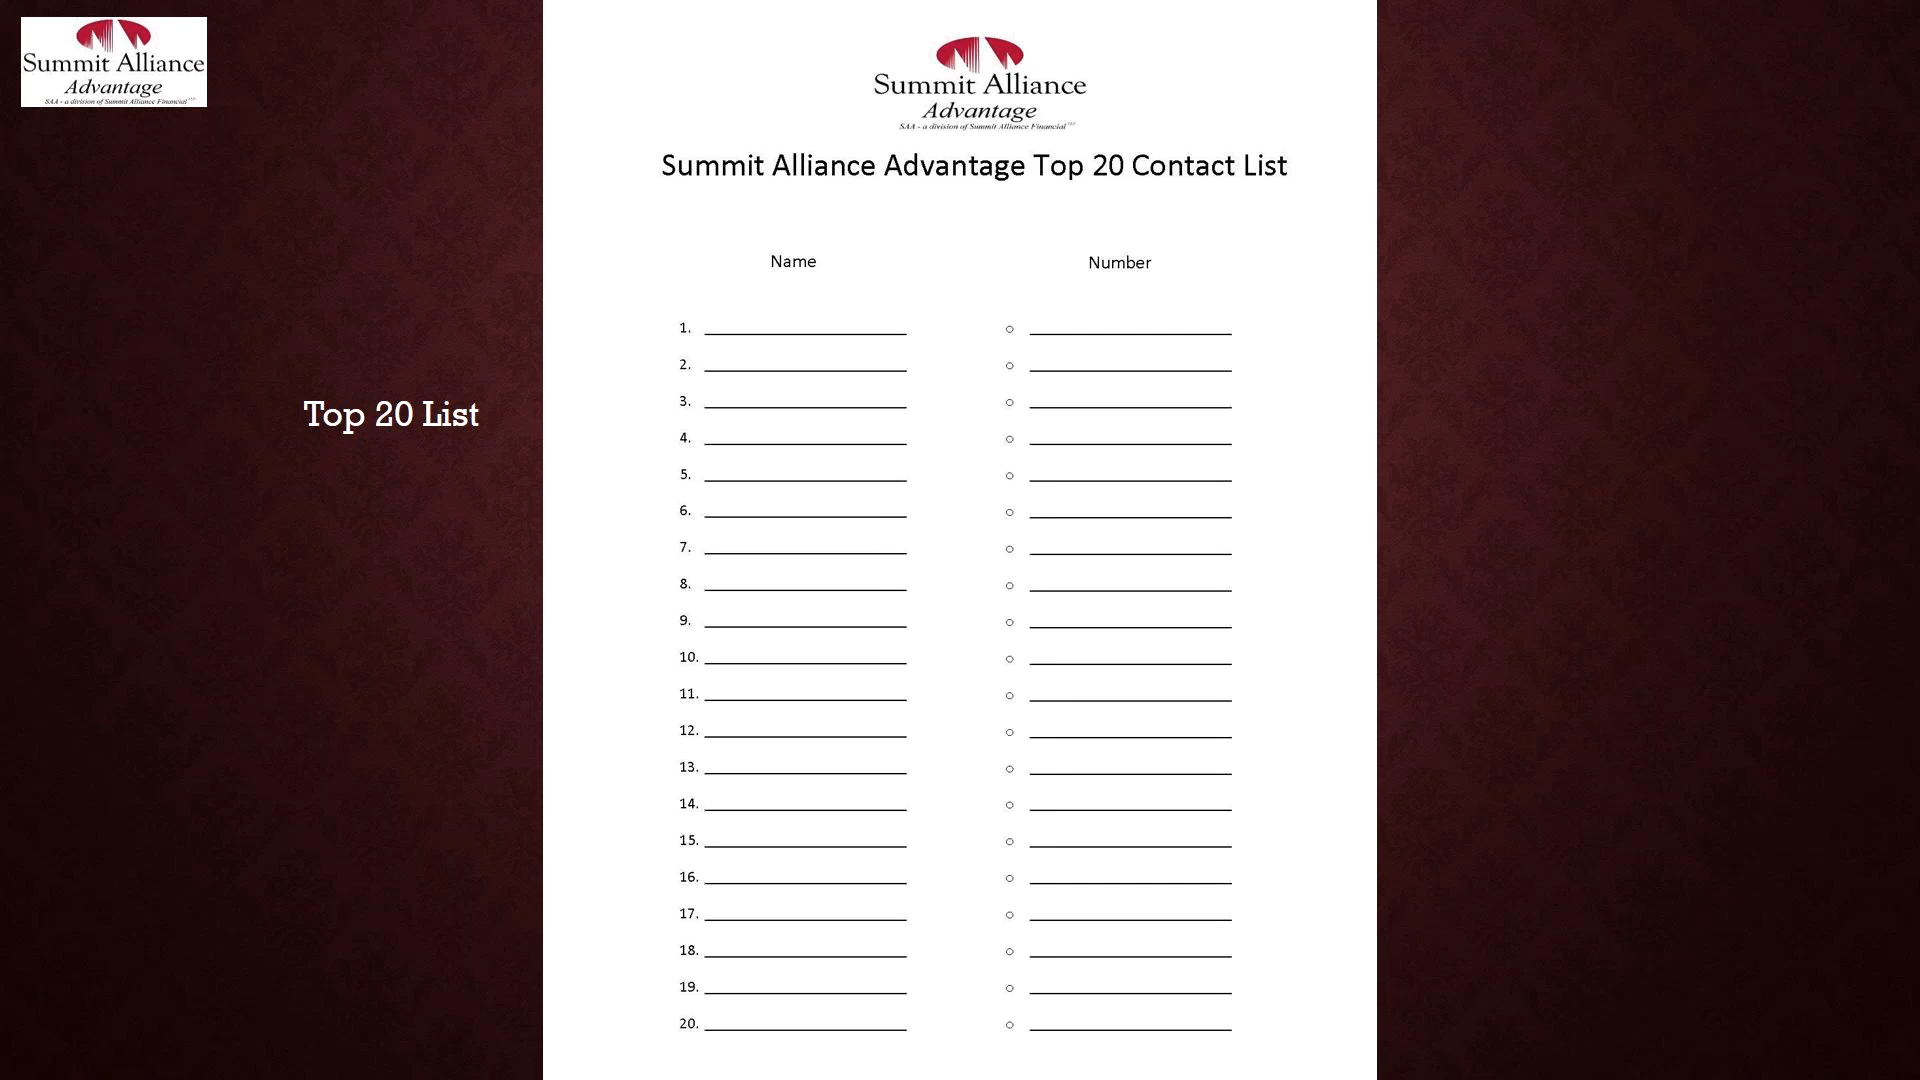 Summit Alliance
Advantage
SAA - a division of Summit Alliance Financial
Top 20 List
Summit Alliance
Advantage
SAA - a division of Summit Alliance Financial
Summit Alliance Advantage Top 20 Contact List
Name Number
1.
2.
3.
4.
5.
6.
7.
8.
9.
10.
11.
12.
13.
14.
15.
16.
17.
18.
19.
20.